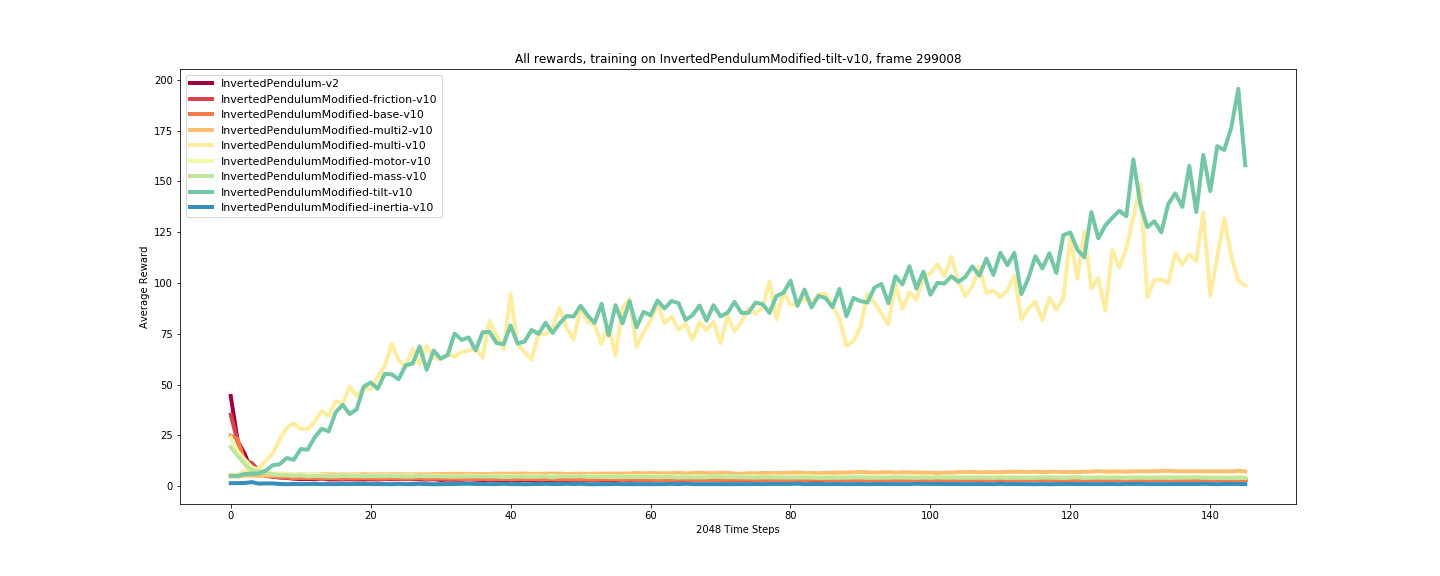 All rewards, training on InvertedPendulumModified-tilt-v10, frame 299008
200
175
150
125
100
75
50
25
0
Average Reward
InvertedPendulum-v2
InvertedPendulumModified-friction-v10
InvertedPendulumModified-base-v10
InvertedPendulumModified-multi2-v10
InvertedPendulumModified-multi-v10
InvertedPendulumModified-motor-v10
InvertedPendulumModified-mass-v10
InvertedPendulumModified-tilt-v10
InvertedPendulumModified-inertia-v10
0 20 40 60 80 100 120 140
2048 Time Steps